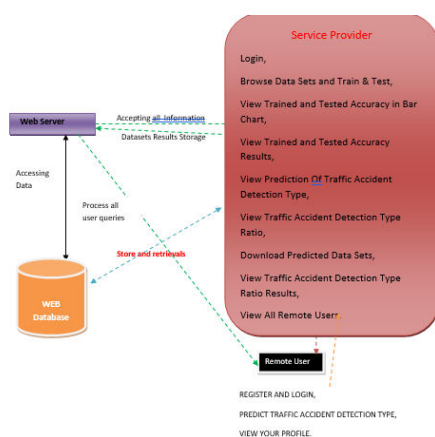 Service Provider
Login,
Browse Data Sets and Train & Test,
View Trained and Tested Accuracy in Bar
Chart,
View Trained and Tested Accuracy
Results,
View Prediction Of Traffic Accident
Detection Type,
View Traffic Accident Detection Type
Ratio,
Download Predicted Data Sets,
View Traffic Accident Detection Type
Ratio Results,
View All Remote Users.
Web Server
Accepting all Information
Datasets Results Storage
Accessing
Data
Process all
user queries
Store and retrievals
WEB
Database
Remote User
REGISTER AND LOGIN,
PREDICT TRAFFIC ACCIDENT DETECTION TYPE,
VIEW YOUR PROFILE.